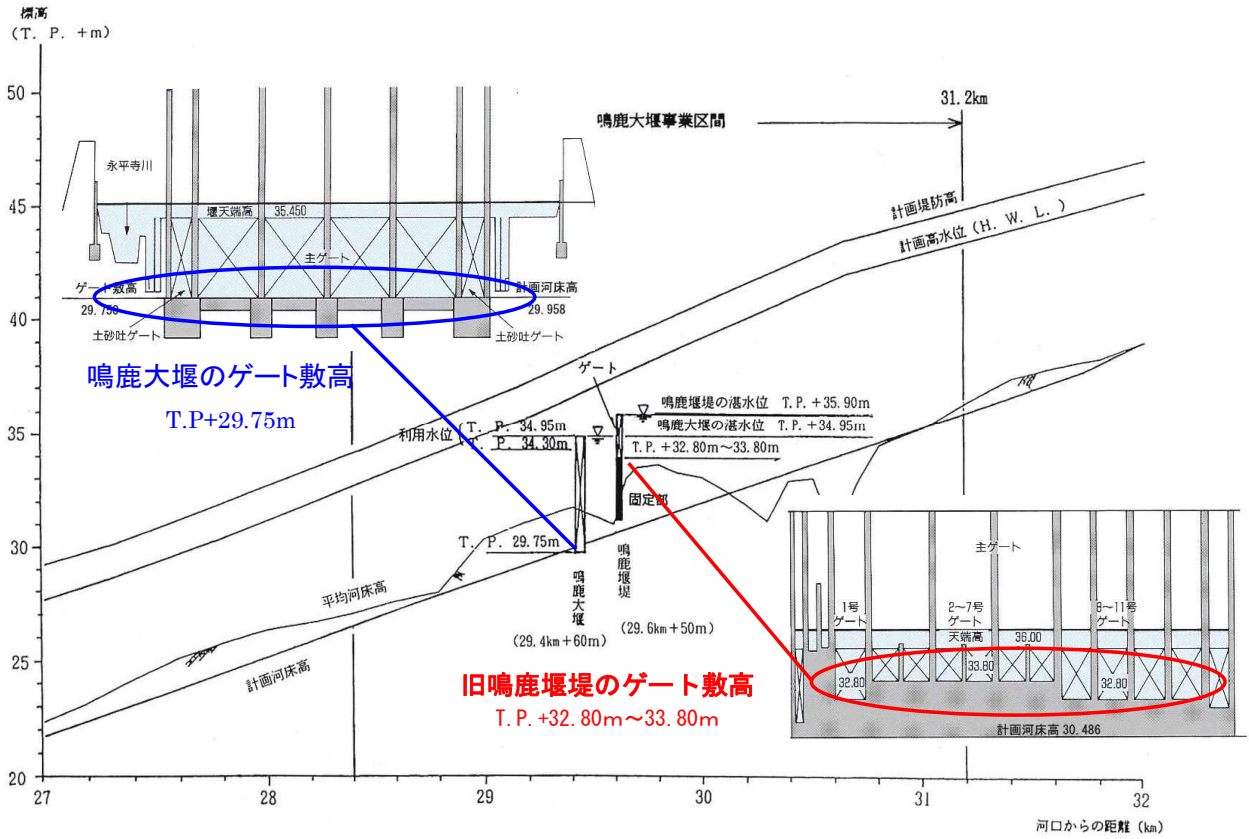 標高
(T. P. +m)
50
45
40
35
30
25
20
27
28
29
30
31
32
河口からの距離 (km)
31.2km
鳴鹿大堰事業区間
計画堤防高
計画高水位 (H. W. L. )
永平寺川
堰天端高 35.450
主ゲート
ゲート敷高
29.750
計画河床高
29.958
土砂吐ゲート
土砂吐ゲート
鳴鹿大堰のゲート敷高
T.P+29.75m
ゲート
鳴鹿堰堤の湛水位 T. P. +35.90m
鳴鹿大堰の湛水位 T. P. +34.95m
T. P. +32.80m~33.80m
利用水位 (T. P. 34.95m
T. P. 34.30m
固定部
T. P. 29.75m
鳴鹿大堰
鳴鹿堰堤
(29.4km+60m)
(29.6km+50m)
平均河床高
計画河床高
旧鳴鹿堰堤のゲート敷高
T. P. +32.80m~33.80m
主ゲート
1号
ゲート
2~7号
ゲート
8~11号
ゲート
天端高 36.00
33.80
32.80
32.80
計画河床高 30.486